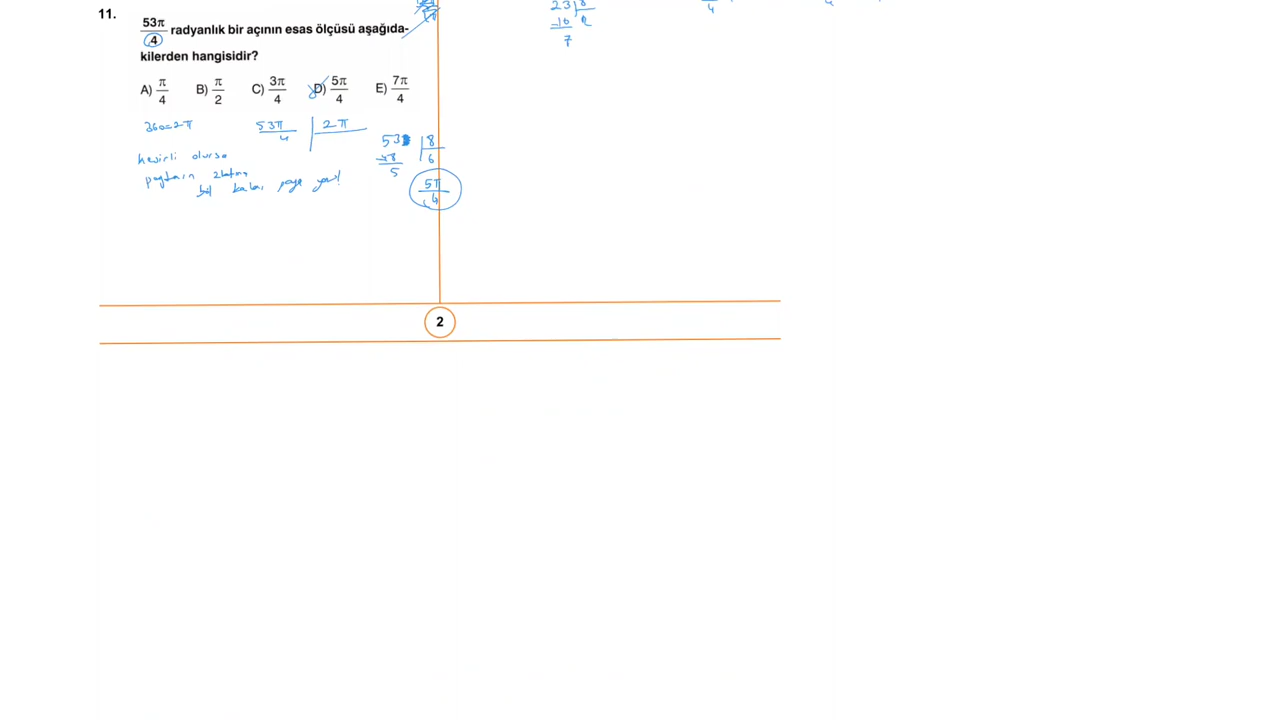 11.
53π/4 radyanlık bir açının esas ölçüsü aşağıda-
kilerden hangisidir?
A) π/4 B) π/2 C) 3π/4 D) 5π/4 E) 7π/4
360=2π
53π/4 | 2π
kesirli olursa
paydanın 2katına
böl kalanı paya yaz!
53 | 8
-48 6
5
5π/4
23 | 8
-16 2
7
4
4
2